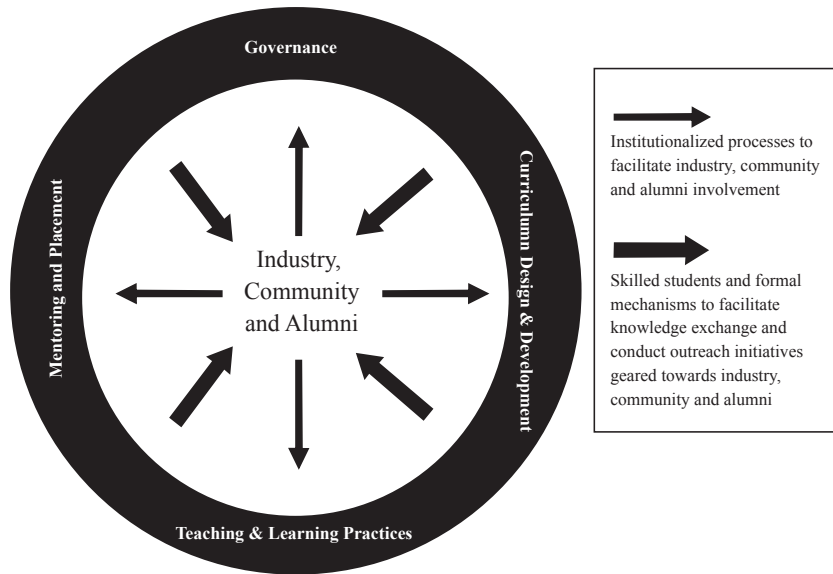 Governance
Mentoring and Placement
Curriculumn Design & Development
Industry,
Community
and Alumni
Teaching & Learning Practices
Institutionalized processes to
facilitate industry, community
and alumni involvement
Skilled students and formal
mechanisms to facilitate
knowledge exchange and
conduct outreach initiatives
geared towards industry,
community and alumni